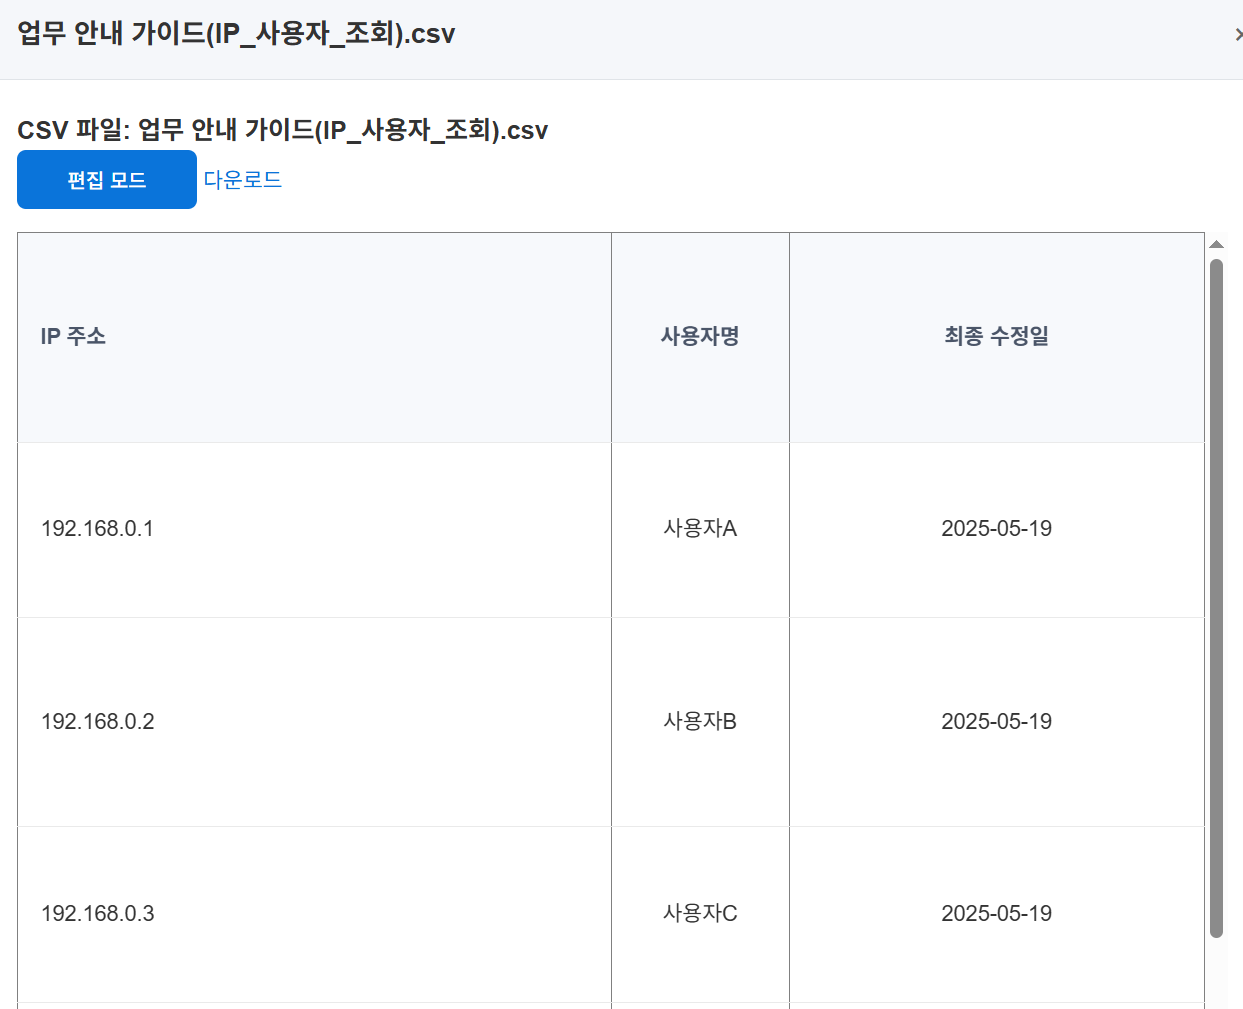 업무 안내 가이드(IP_사용자_조회).csv
CSV 파일: 업무 안내 가이드(IP_사용자_조회).csv
편집 모드 다운로드
IP 주소 사용자명 최종 수정일
192.168.0.1 사용자A 2025-05-19
192.168.0.2 사용자B 2025-05-19
192.168.0.3 사용자C 2025-05-19